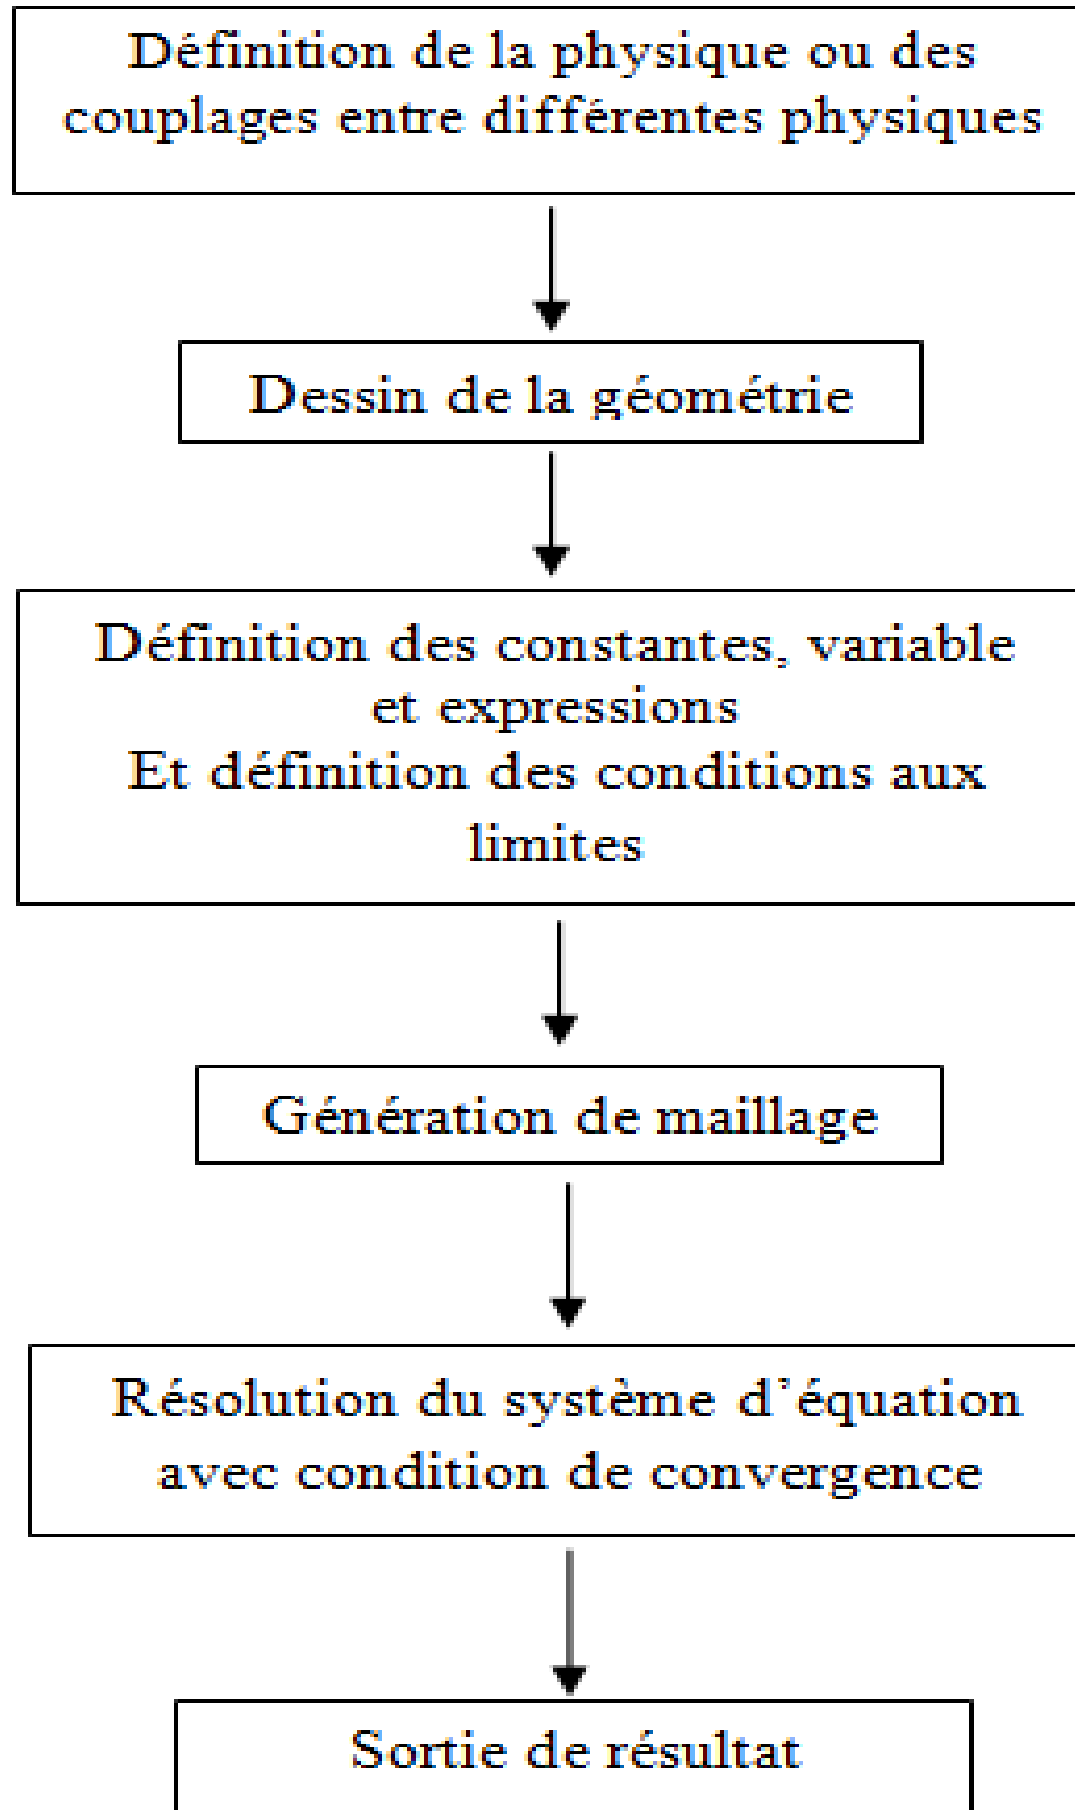 Définition de la physique ou des
couplages entre différentes physiques
Dessin de la géométrie
Définition des constantes, variable
et expressions
Et définition des conditions aux
limites
Génération de maillage
Résolution du système d'équation
avec condition de convergence
Sortie de résultat